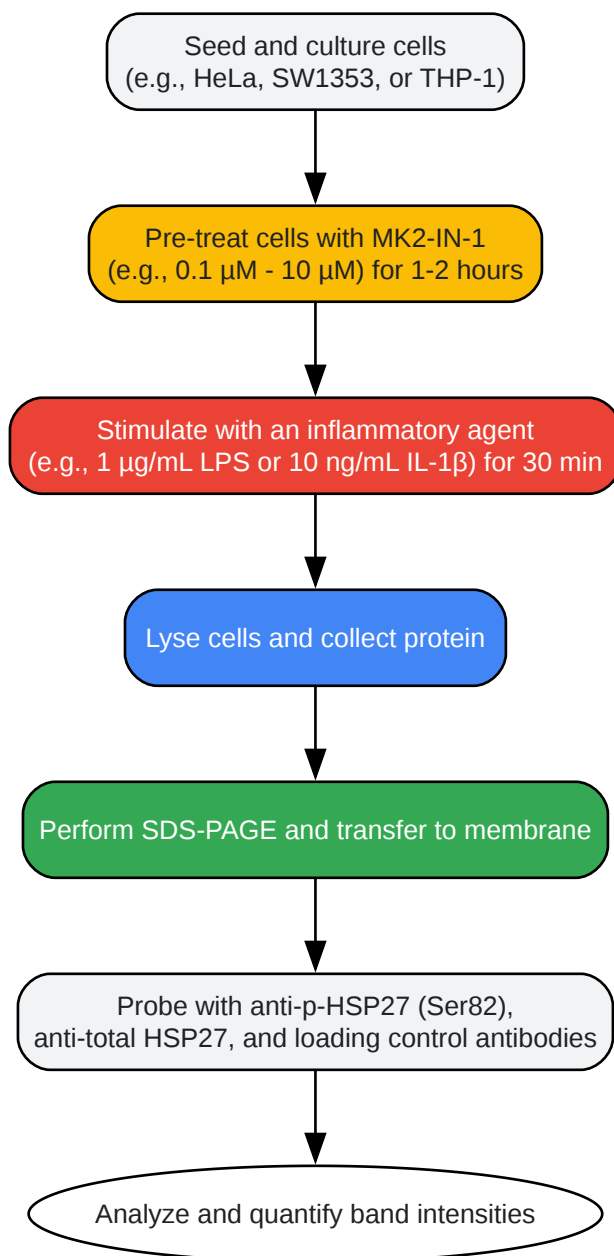 Seed and culture cells
(e.g., HeLa, SW1353, or THP-1)
Pre-treat cells with MK2-IN-1
(e.g., 0.1 µM - 10 µM) for 1-2 hours
Stimulate with an inflammatory agent
(e.g., 1 µg/mL LPS or 10 ng/mL IL-1β) for 30 min
Lyse cells and collect protein
Perform SDS-PAGE and transfer to membrane
Probe with anti-p-HSP27 (Ser82),
anti-total HSP27, and loading control antibodies
Analyze and quantify band intensities